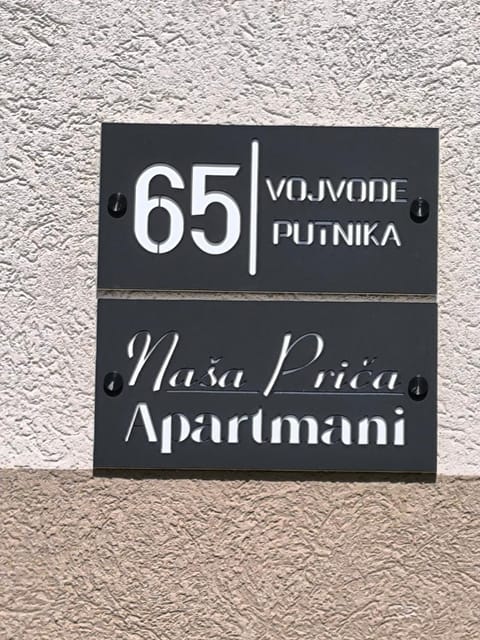 65 VOJVODE
PUTNIKA
Naša Priča
Apartmani